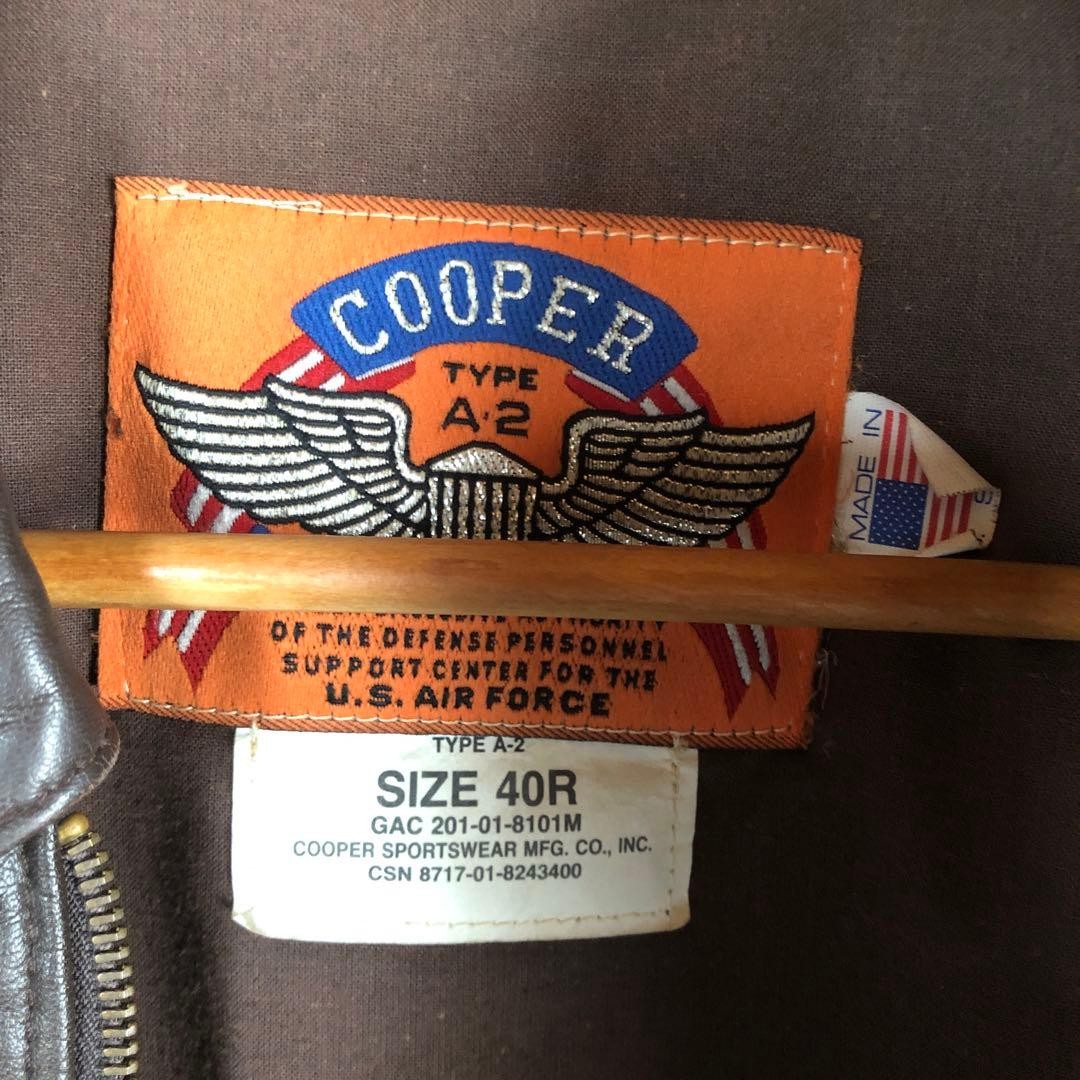 COOPER
TYPE
A-2
MADE IN
AUTHORITY
OF THE DEFENSE PERSONNEL
SUPPORT CENTER FOR THE
U.S. AIR FORCE
TYPE A-2
SIZE 40R
GAC 201-01-8101M
COOPER SPORTSWEAR MFG. CO., INC.
CSN 8717-01-8243400